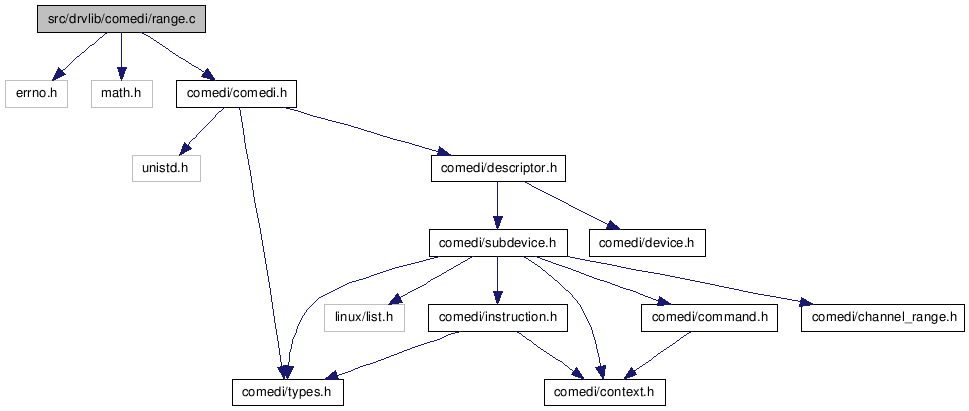 src/drvlib/comedi/range.c
errno.h
math.h
comedi/comedi.h
unistd.h
comedi/descriptor.h
comedi/subdevice.h
comedi/device.h
linux/list.h
comedi/instruction.h
comedi/command.h
comedi/channel_range.h
comedi/types.h
comedi/context.h